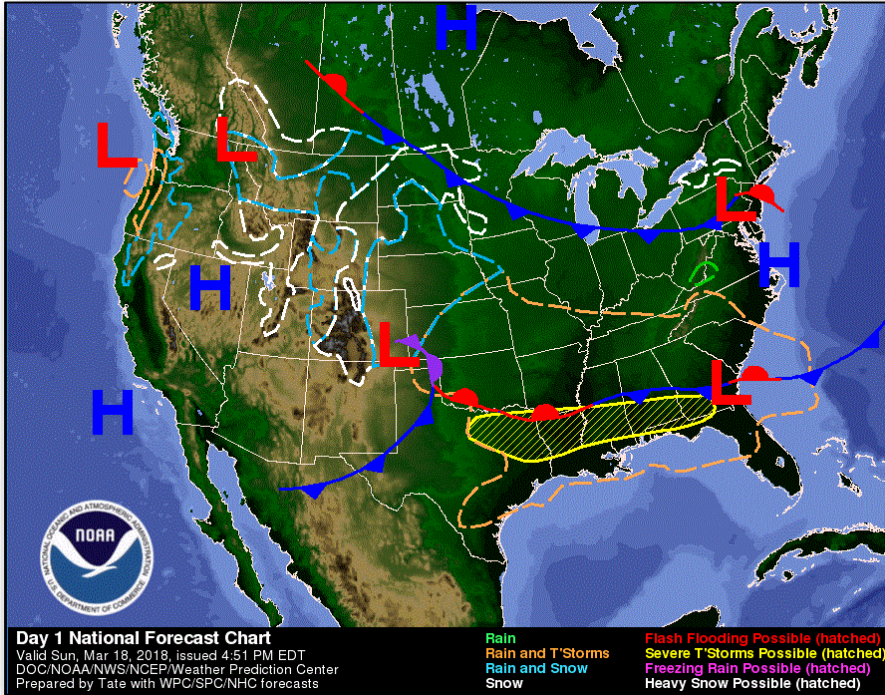 H
L
L
L
H
H
L
H
L
NOAA
NATIONAL OCEANIC AND ATMOSPHERIC ADMINISTRATION
U.S. DEPARTMENT OF COMMERCE
Day 1 National Forecast Chart
Valid Sun, Mar 18, 2018, issued 4:51 PM EDT
DOC/NOAA/NWS/NCEP/Weather Prediction Center
Prepared by Tate with WPC/SPC/NHC forecasts
Rain
Rain and T'Storms
Rain and Snow
Snow
Flash Flooding Possible (hatched)
Severe T'Storms Possible (hatched)
Freezing Rain Possible (hatched)
Heavy Snow Possible (hatched)